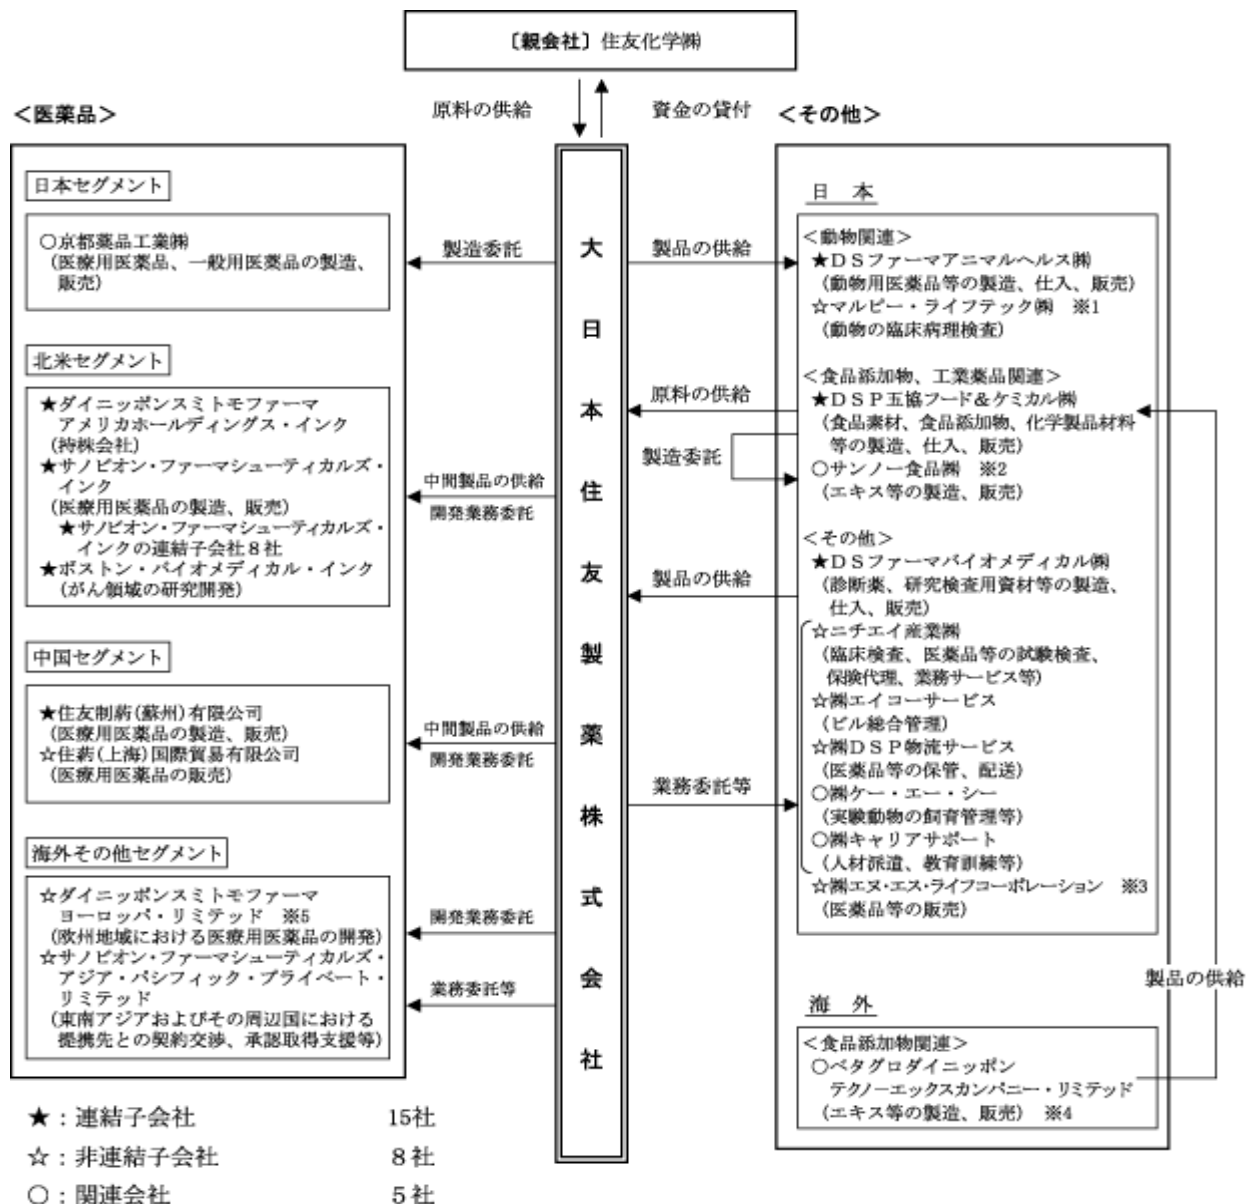 〔親会社〕住友化学㈱
原料の供給
資金の貸付
＜医薬品＞
日本セグメント
○京都薬品工業㈱
(医療用医薬品、一般用医薬品の製造、
販売)
北米セグメント
★ダイニッポンスミトモファーマ
アメリカホールディングス・インク
(持株会社)
★サノビオン・ファーマシューティカルズ・
インク
(医療用医薬品の製造、販売)
★サノビオン・ファーマシューティカルズ・
インクの連結子会社８社
★ボストン・バイオメディカル・インク
(がん領域の研究開発)
中国セグメント
★住友制葯(蘇州)有限公司
(医療用医薬品の製造、販売)
☆住葯(上海)国際貿易有限公司
(医療用医薬品の販売)
海外その他セグメント
☆ダイニッポンスミトモファーマ
ヨーロッパ・リミテッド　※5
(欧州地域における医療用医薬品の開発)
☆サノビオン・ファーマシューティカルズ・
アジア・パシフィック・プライベート・
リミテッド
(東南アジアおよびその周辺国における
提携先との契約交渉、承認取得支援等)
製造委託
中間製品の供給
開発業務委託
中間製品の供給
開発業務委託
開発業務委託
業務委託等
大日本住友製薬株式会社
製品の供給
原料の供給
製造委託
製品の供給
業務委託等
＜その他＞
日　本
＜動物関連＞
★ＤＳファーマアニマルヘルス㈱
(動物用医薬品等の製造、仕入、販売)
☆マルピー・ライフテック㈱　※1
(動物の臨床病理検査)
＜食品添加物、工業薬品関連＞
★ＤＳＰ五協フード＆ケミカル㈱
(食品素材、食品添加物、化学製品材料
等の製造、仕入、販売)
○サンノー食品㈱　※2
(エキス等の製造、販売)
＜その他＞
★ＤＳファーマバイオメディカル㈱
(診断薬、研究検査用資材等の製造、
仕入、販売)
☆ニチエイ産業㈱
(臨床検査、医薬品等の試験検査、
保険代理、業務サービス等)
☆㈱エイコーサービス
(ビル総合管理)
☆㈱ＤＳＰ物流サービス
(医薬品等の保管、配送)
○㈱ケー・エー・シー
(実験動物の飼育管理等)
○㈱キャリアサポート
(人材派遣、教育訓練等)
☆㈱エヌ・エス・ライフコーポレーション　※3
(医薬品等の販売)
製品の供給
海　外
＜食品添加物関連＞
○ベタグロダイニッポン
テクノーエックスカンパニー・リミテッド
(エキス等の製造、販売)　※4
★：連結子会社　15社
☆：非連結子会社　８社
○：関連会社　５社